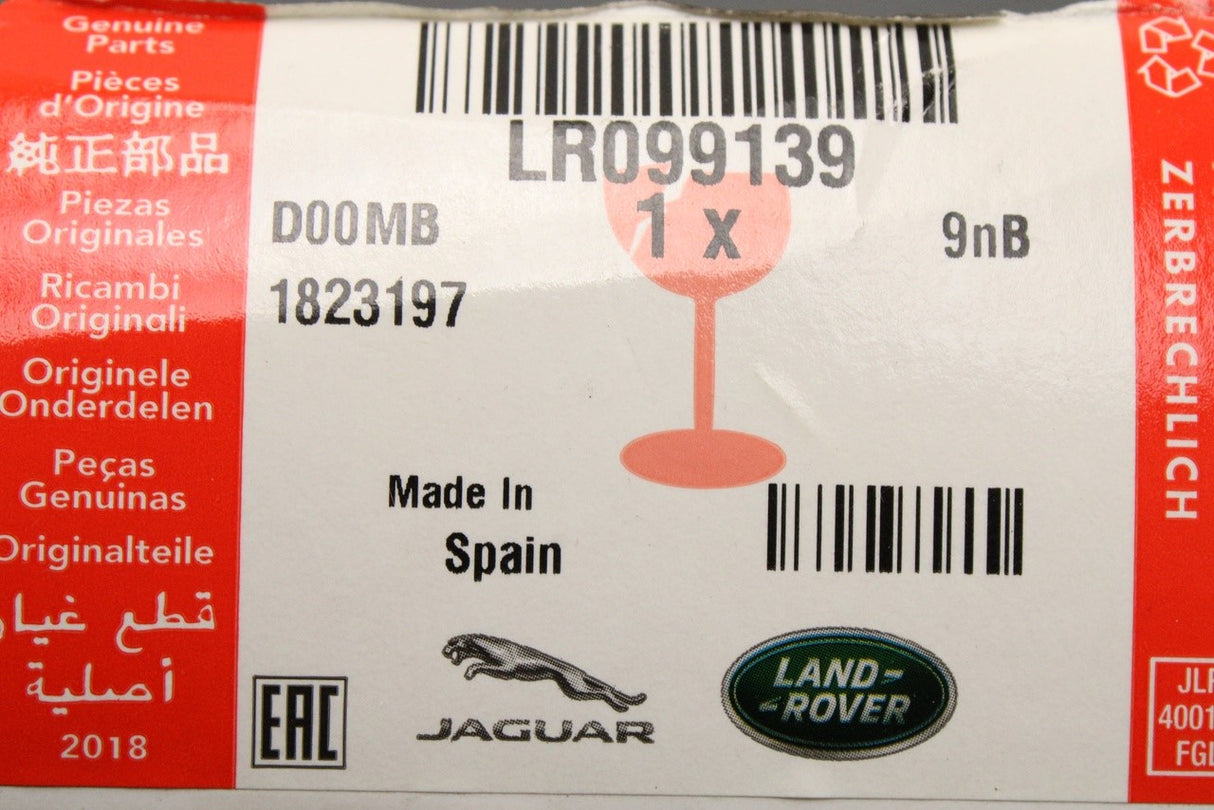 Genuine
Parts
Pièces
d'Origine
純正部品
Piezas
Originales
Ricambi
Originali
Originele
Onderdelen
Peças
Genuinas
Originalteile
قطع غيار
أصلية
2018
LR099139
1 x
D00MB
9nB
1823197
Made In
Spain
EAC
JAGUAR
LAND-
-ROVER
ZERBRECHLICH
4001
FGL